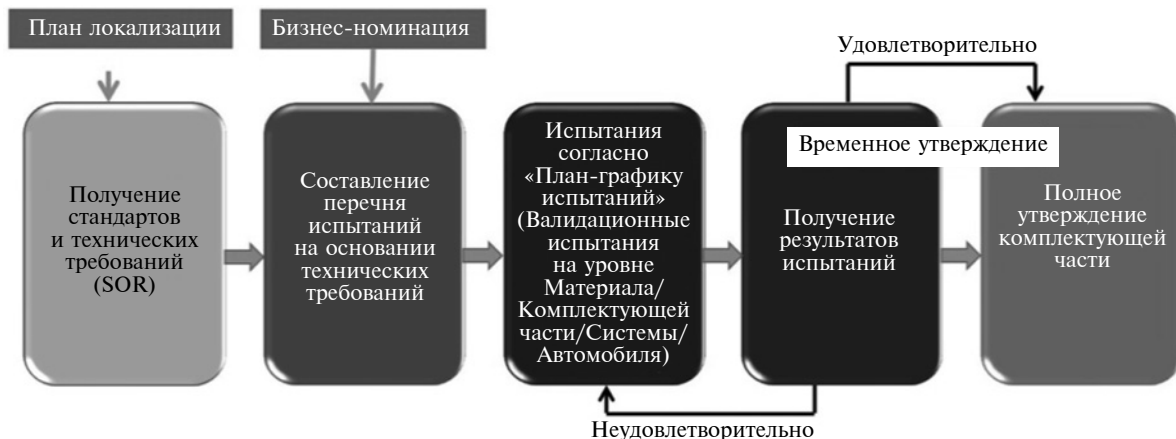 План локализации
Бизнес-номинация
Удовлетворительно
Получение
стандартов
и технических
требований
(SOR)
Составление
перечня
испытаний
на основании
технических
требований
Испытания
согласно
«План-графику
испытаний»
(Валидационные
испытания
на уровне
Материала/
Комплектующей
части/Системы/
Автомобиля)
Временное утверждение
Получение
результатов
испытаний
Полное
утверждение
комплектующей
части
Неудовлетворительно